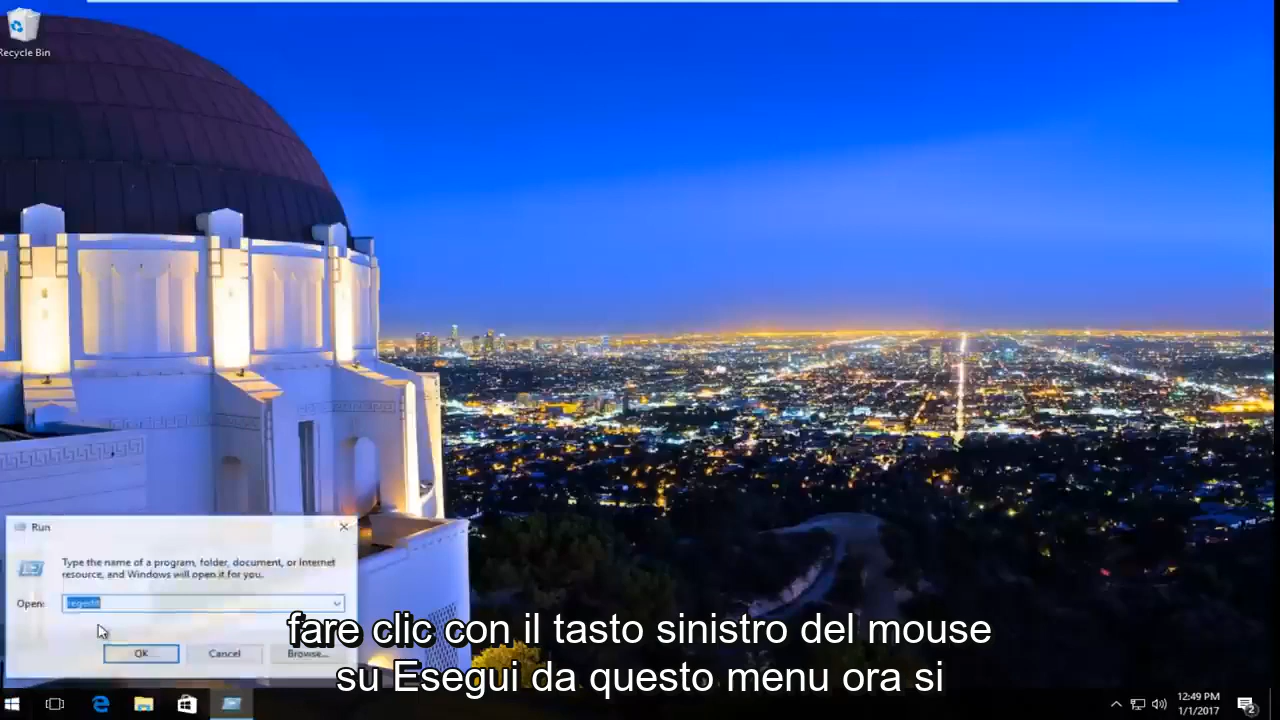 Recycle Bin
Run
Type the name of a program, folder, document, or Internet
resource, and Windows will open it for you.
Open:
regedit
OK
Cancel
Browse...
fare clic con il tasto sinistro del mouse
su Esegui da questo menu ora si
12:49 PM
1/1/2017
2